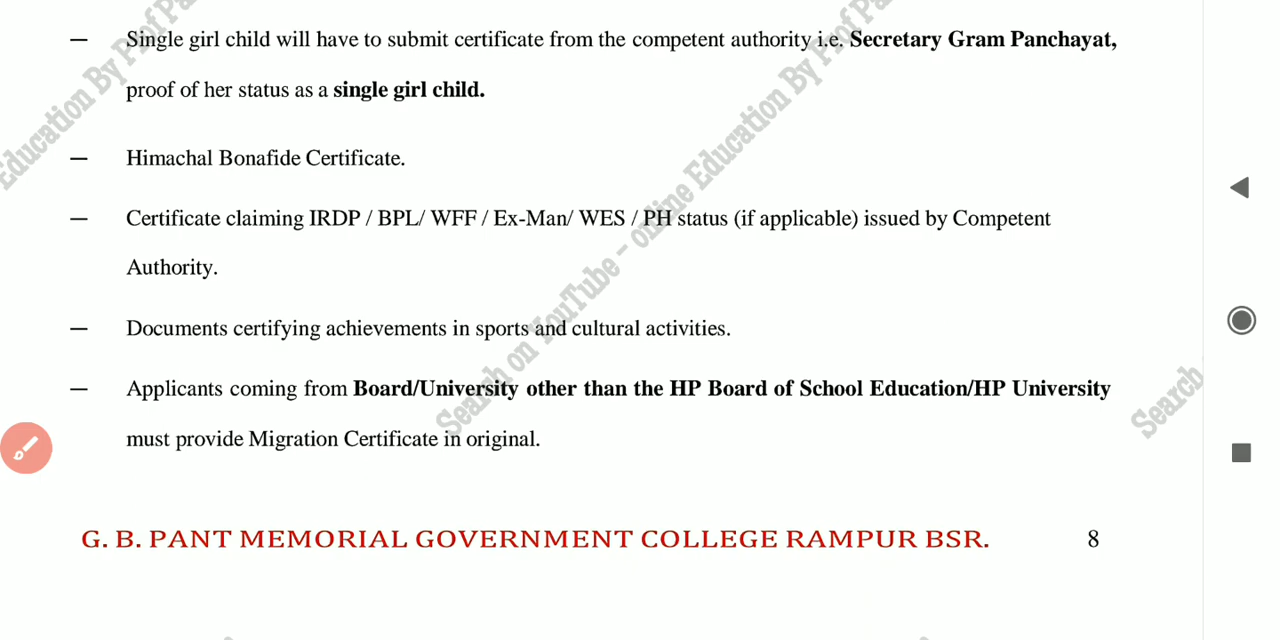 — Single girl child will have to submit certificate from the competent authority i.e. Secretary Gram Panchayat,
proof of her status as a single girl child.
— Himachal Bonafide Certificate.
— Certificate claiming IRDP / BPL/ WFF / Ex-Man/ WES / PH status (if applicable) issued by Competent
Authority.
— Documents certifying achievements in sports and cultural activities.
— Applicants coming from Board/University other than the HP Board of School Education/HP University
must provide Migration Certificate in original.
G. B. PANT MEMORIAL GOVERNMENT COLLEGE RAMPUR BSR. 8
Education By Prof
Search on YouTube - online Education By Prof
Search